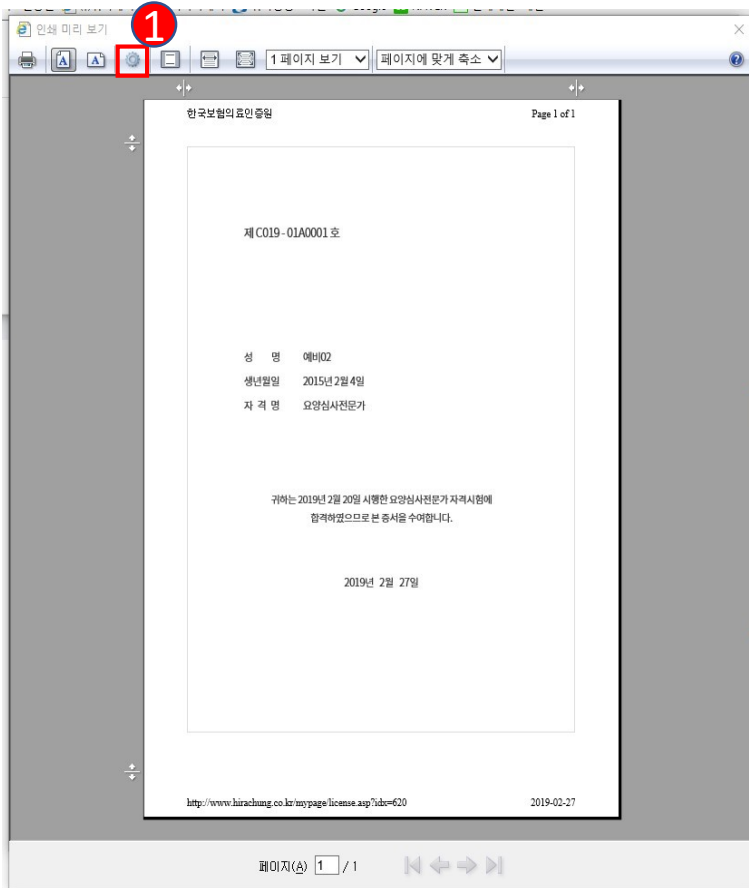 1
인쇄 미리 보기
1 페이지 보기
페이지에 맞게 축소
한국보험의료인증원
Page 1 of 1
제 C019 - 01A0001 호
성 명 예비02
생년월일 2015년 2월 4일
자 격 명 요양심사전문가
귀하는 2019년 2월 20일 시행한 요양심사전문가 자격시험에
합격하였으므로 본 증서을 수여합니다.
2019년 2월 27일
http://www.hirachung.co.kr/mypage/license.asp?idx=620
2019-02-27
페이지(A) 1 / 1